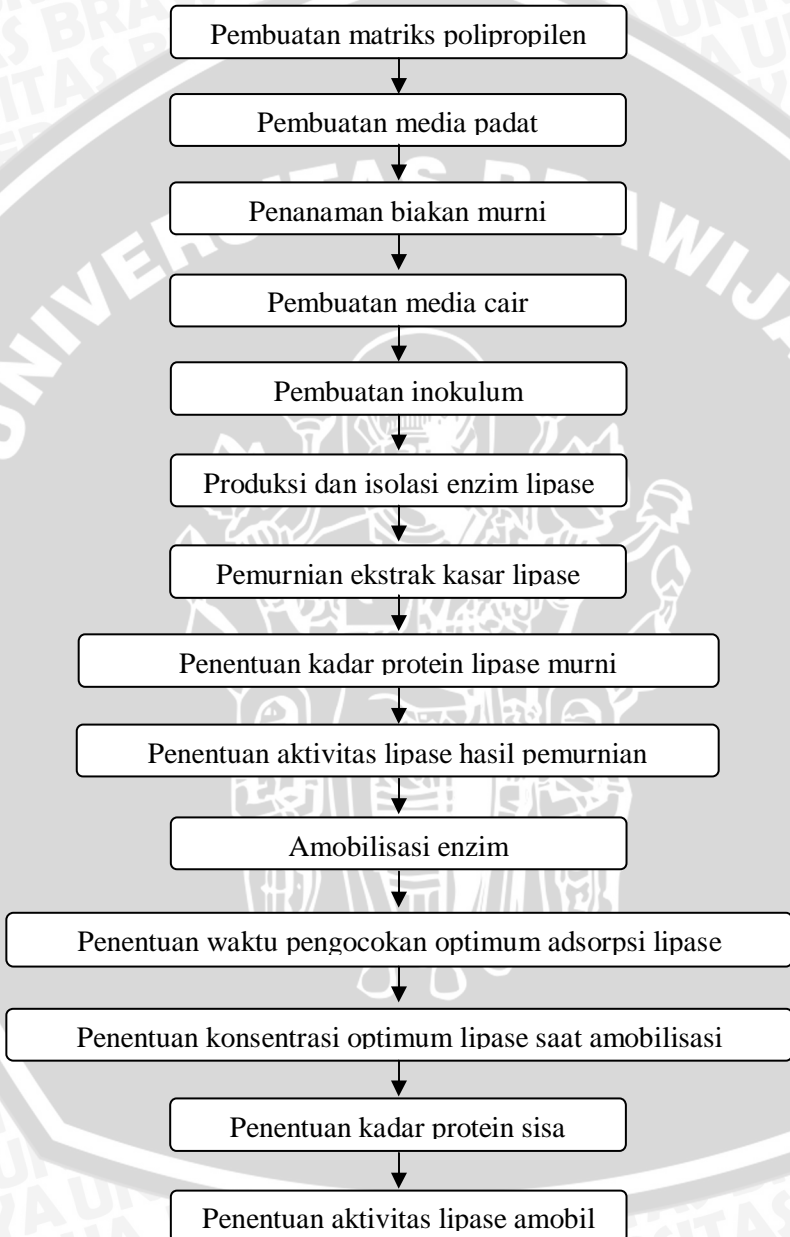 Pembuatan matriks polipropilen
Pembuatan media padat
Penanaman biakan murni
Pembuatan media cair
Pembuatan inokulum
Produksi dan isolasi enzim lipase
Pemurnian ekstrak kasar lipase
Penentuan kadar protein lipase murni
Penentuan aktivitas lipase hasil pemurnian
Amobilisasi enzim
Penentuan waktu pengocokan optimum adsorpsi lipase
Penentuan konsentrasi optimum lipase saat amobilisasi
Penentuan kadar protein sisa
Penentuan aktivitas lipase amobil